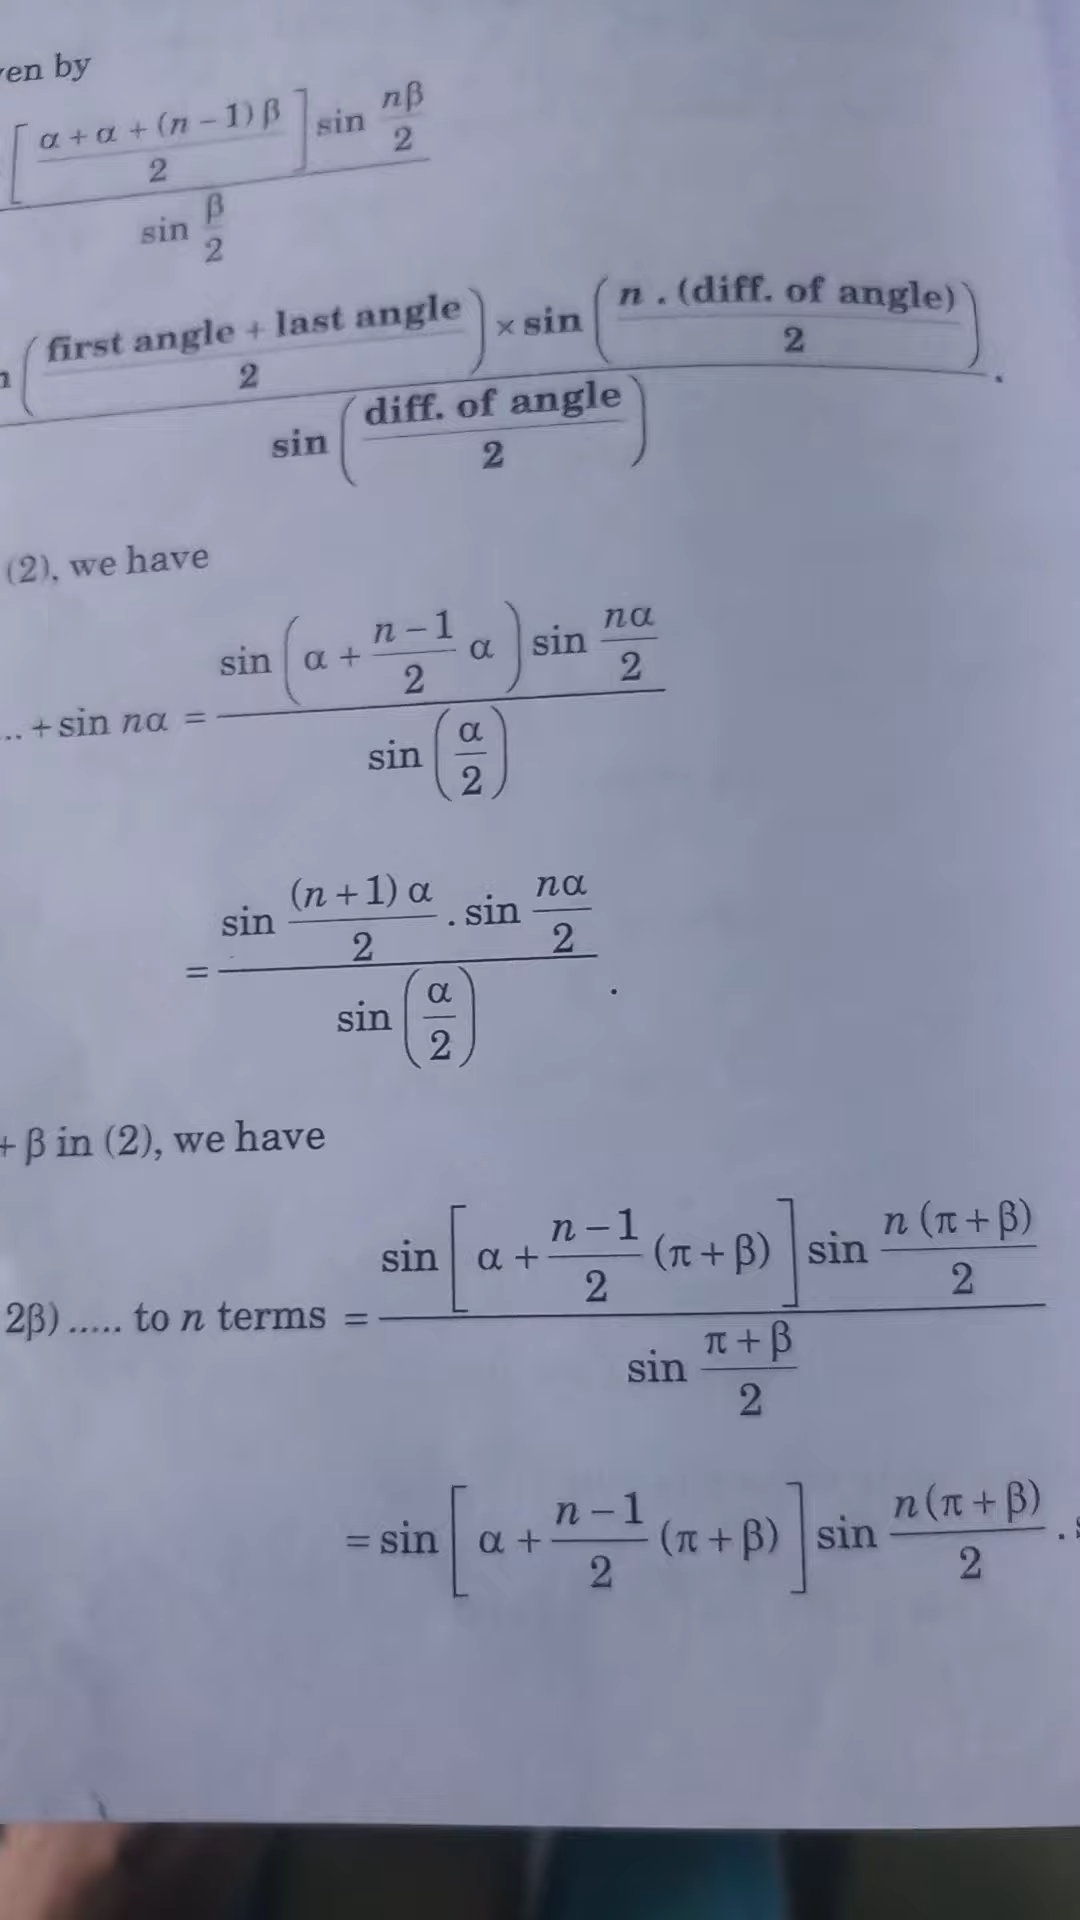 en by
[ (α + α + (n – 1) β) / 2 ] sin nβ/2
sin β/2
( (first angle + last angle) / 2 ) × sin ( (n . (diff. of angle)) / 2 )
sin ( (diff. of angle) / 2 ) .
(2), we have
sin ( α + (n – 1)/2 α ) sin nα/2
.. + sin nα =
sin ( α/2 )
sin (n + 1) α / 2 . sin nα/2
=
sin ( α/2 ) .
+ β in (2), we have
sin [ α + (n – 1)/2 (π + β) ] sin n (π + β) / 2
2β) ..... to n terms =
sin (π + β) / 2
= sin [ α + (n – 1)/2 (π + β) ] sin n(π + β) / 2 .